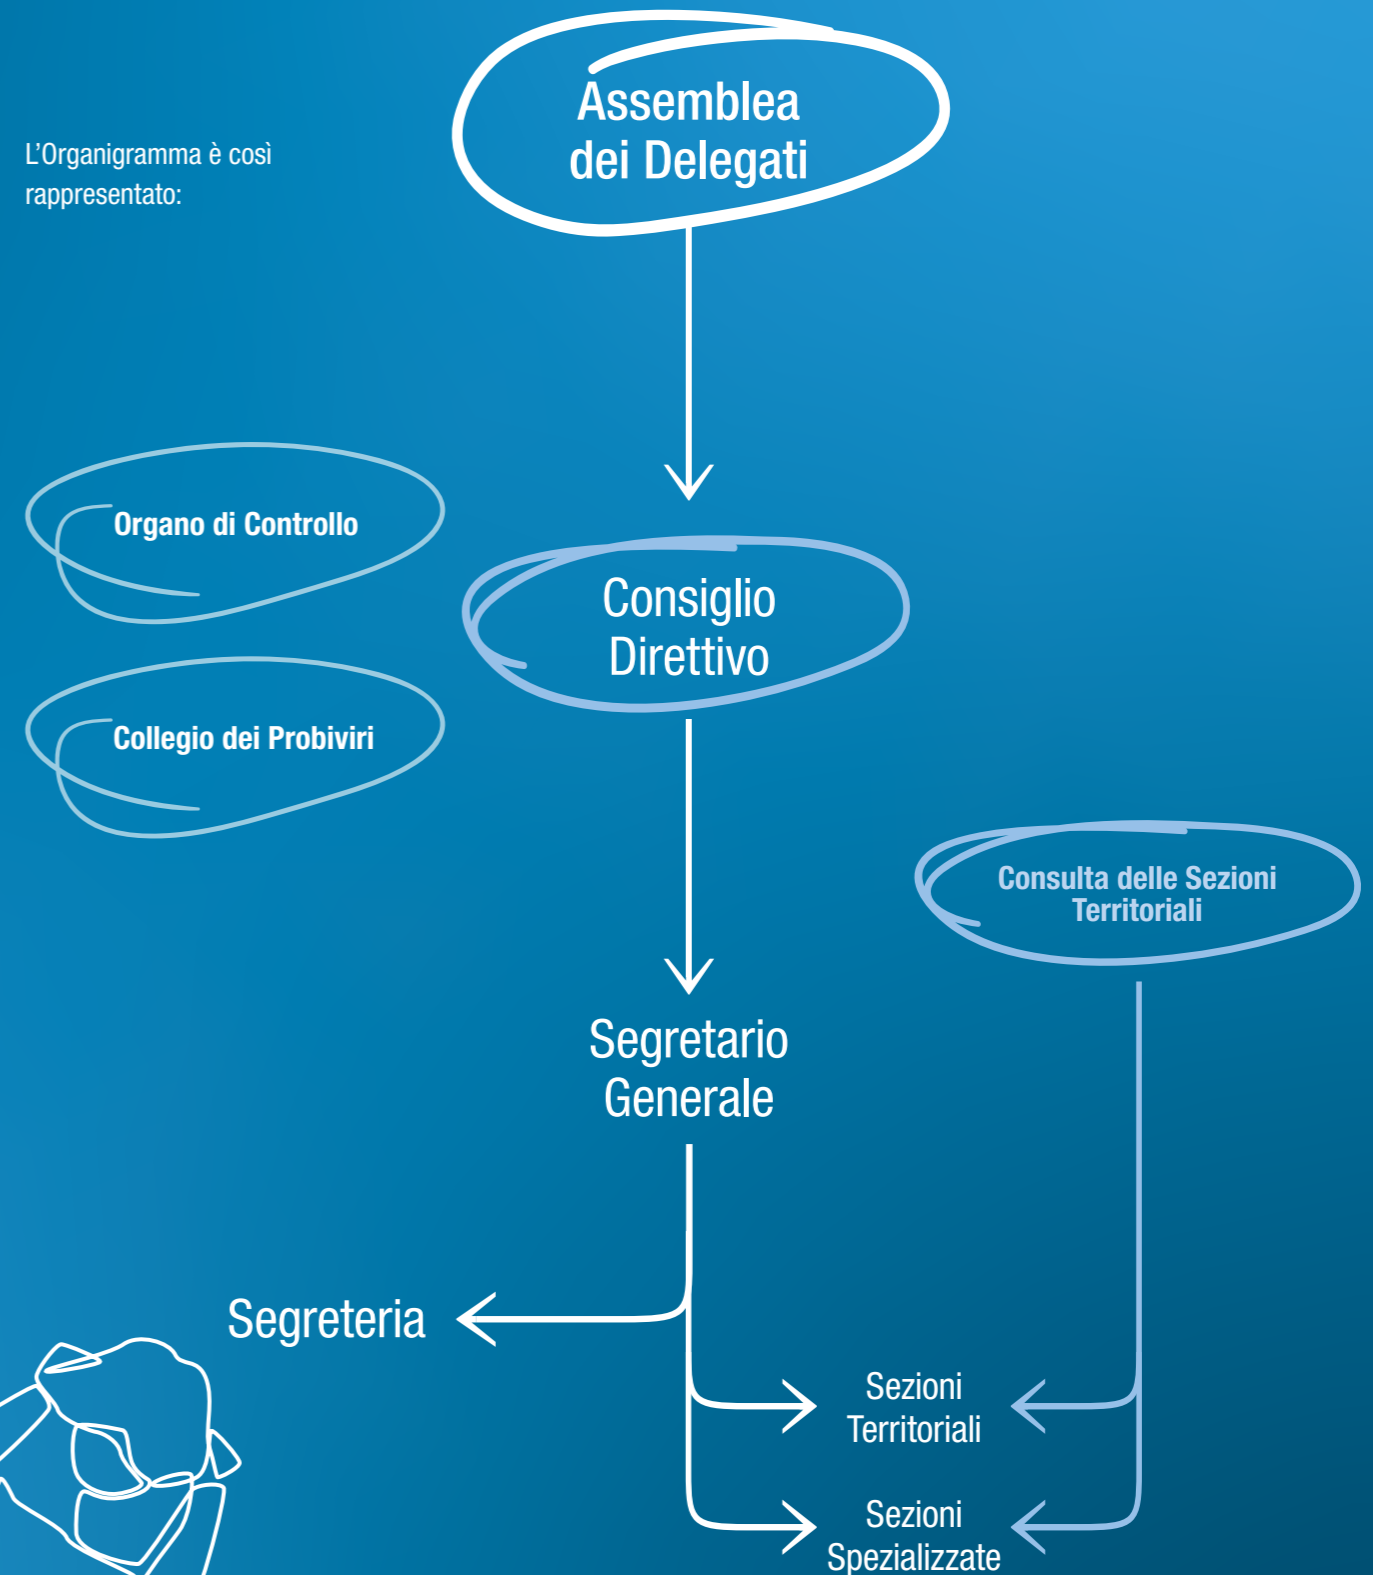 Assemblea
dei Delegati
L'Organigramma è così
rappresentato:
Organo di Controllo
Consiglio
Direttivo
Collegio dei Probiviri
Consulta delle Sezioni
Territoriali
Segretario
Generale
Segreteria
Sezioni
Territoriali
Sezioni
Spezializzate